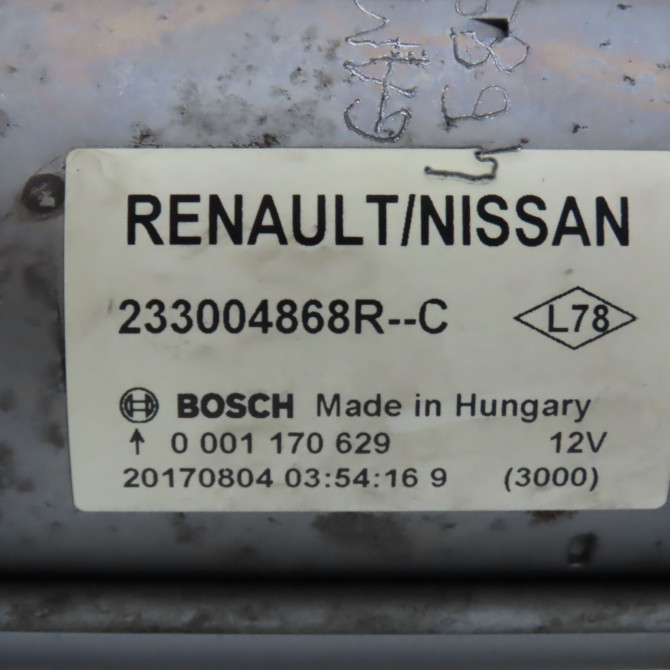 RENAULT/NISSAN
233004868R--C L78
BOSCH Made in Hungary
↑ 0 001 170 629 12V
20170804 03:54:16 9 (3000)